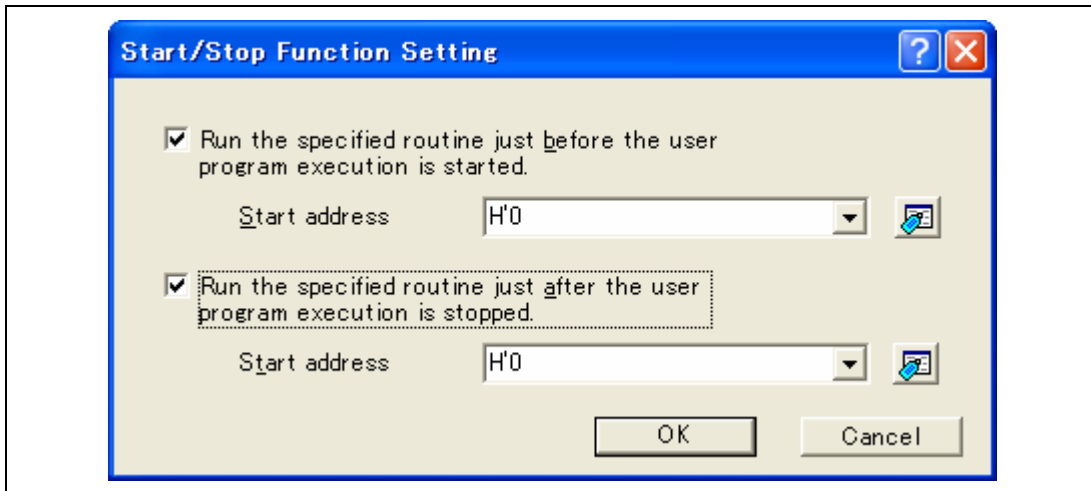 Start/Stop Function Setting
Run the specified routine just before the user
program execution is started.
Start address
H'0
Run the specified routine just after the user
program execution is stopped.
Start address
H'0
OK
Cancel